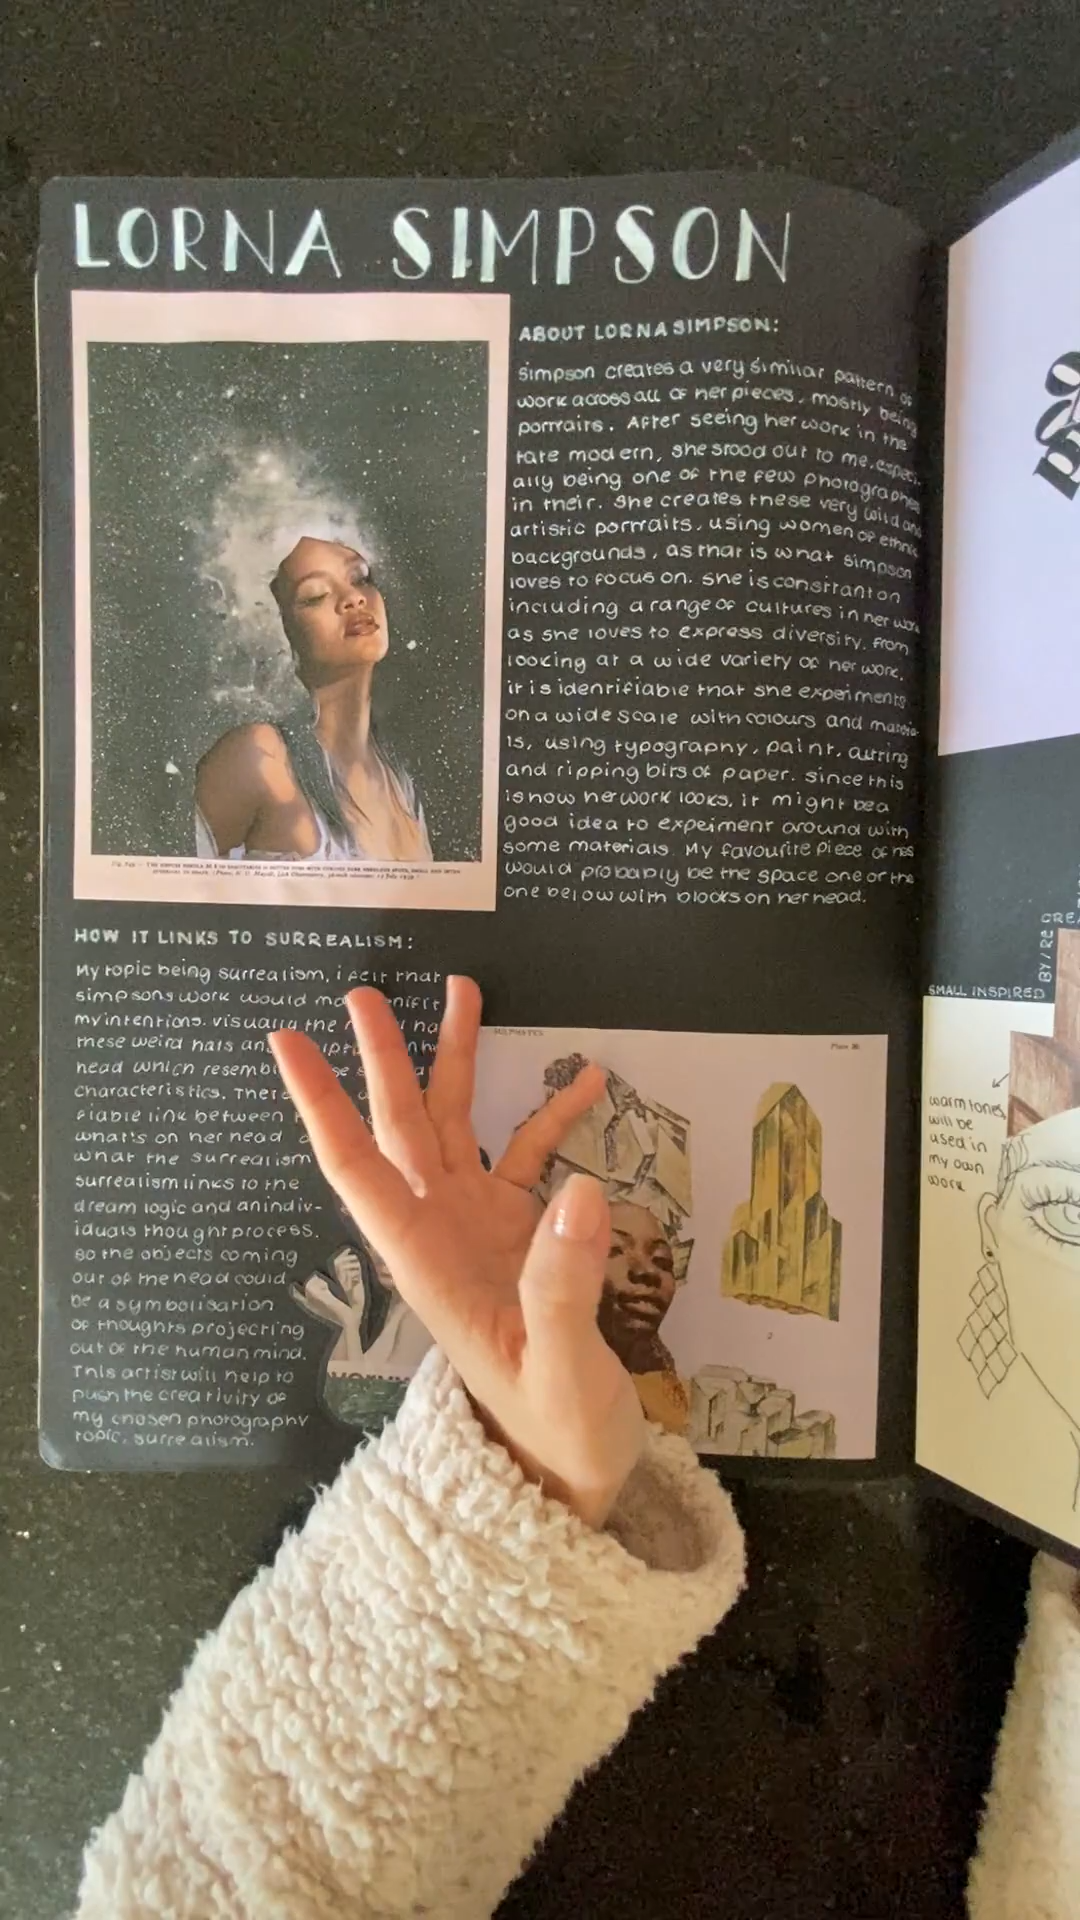 LORNA SIMPSON
ABOUT LORNA SIMPSON:
Simpson creates a very similar pattern of
work across all of her pieces, mostly being
portraits. After seeing her work in the
tate modern, she stood out to me, especi-
ally being one of the few photographers
in their. She creates these very wild and
artistic portraits, using women of ethnic
backgrounds, as that is what simpson
loves to focus on. she is constrant on
including a range of cultures in her work
as she loves to express diversity. From
looking at a wide variety of her work,
it is identifiable that she expeiments
on a wide scale with colours and materia-
ls, using typography, paint, cutting
and ripping bits of paper. since this
is how her work looks, it might be a
good idea to expeiment around with
some materials. My favourite piece of hes
would probably be the space one or the
one below with blocks on her head.
HOW IT LINKS TO SURREALISM:
My topic being surrealism, i felt that
simpsons work would
my intentions. visually the
these weird hats
head which
characteristics.
link between
what's on her head
what the surrealism
surrealism links to the
dream logic and an indiv-
iduals thought process.
so the objects coming
out of the head could
be a symbolisation
of thoughts projecting
out of the human mind.
This artist will help to
push the creativity of
my chosen photography
topic, surrealism.
SMALL INSPIRED
warm tones
will be
used in
my own
work